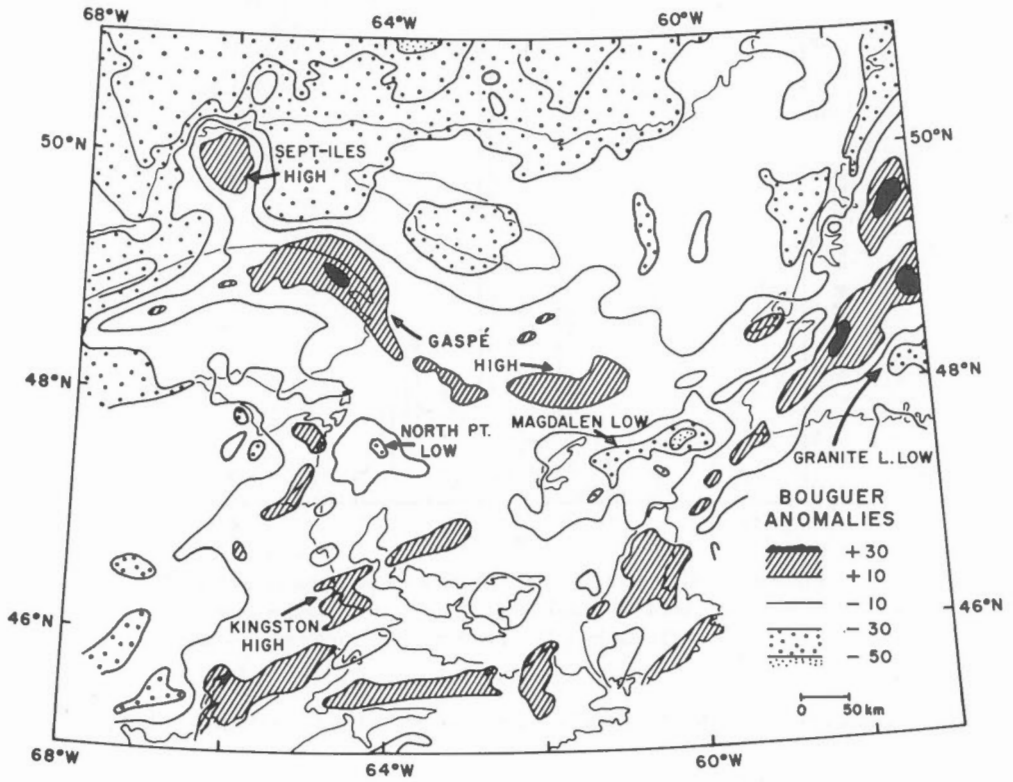 68°W
64°W
60°W
50°N
50°N
SEPT-ILES
HIGH
GASPÉ
HIGH
48°N
48°N
NORTH PT.
LOW
MAGDALEN LOW
GRANITE L. LOW
BOUGUER
ANOMALIES
+30
+10
-10
-30
-50
46°N
46°N
KINGSTON
HIGH
0 50 km
68°W
64°W
60°W